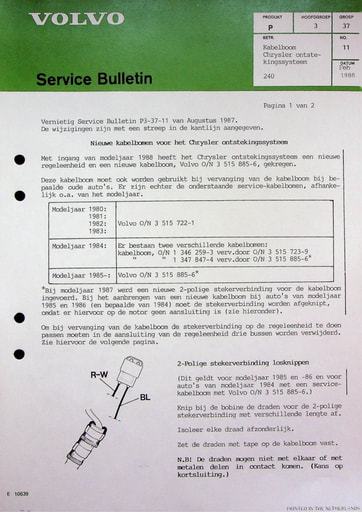 VOLVO
Service Bulletin
PRODUKT
P
HOOFDGROEP
3
GROEP
37
BETR.
Kabelboom
Chrysler ontste-
kingssysteem
240
NO.
11
DATUM
Feb
1988
Pagina 1 van 2
Vernietig Service Bulletin P3-37-11 van Augustus 1987.
De wijzigingen zijn met een streep in de kantlijn aangegeven.
Nieuwe kabelbomen voor het Chrysler ontstekingssysteem
Met ingang van modeljaar 1988 heeft het Chrysler ontstekingssysteem een nieuwe
regeleenheid en een nieuwe kabelboom, Volvo O/N 3 515 885-6, gekregen.
Deze kabelboom moet ook worden gebruikt bij vervanging van de kabelboom bij be-
paalde oude auto's. Er zijn echter de onderstaande service-kabelbomen, afhanke-
lijk o.a. van het modeljaar.
Modeljaar 1980:
1981:
1982:
1983:
Volvo O/N 3 515 722-1
Modeljaar 1984:
Er bestaan twee verschillende kabelbomen:
kabelboom, O/N 1 346 259-3 verv.door O/N 3 515 723-9
" " 1 347 847-4 verv.door O/N 3 515 885-6*
Modeljaar 1985-: Volvo O/N 3 515 885-6*
*Bij modeljaar 1987 werd een nieuwe 2-polige stekerverbinding voor de kabelboom
ingevoerd. Bij het aanbrengen van een nieuwe kabelboom bij auto's van modeljaar
1985 en 1986 (en bepaalde van 1984) moet de stekerverbinding worden afgeknipt,
omdat er hiervoor op de motor geen aansluiting is (zie hieronder).
Om bij vervanging van de kabelboom de stekerverbinding op de regeleenheid te doen
passen moeten in de aansluiting van de regeleenheid drie bussen worden verwijderd.
Zie hiervoor de volgende pagina.
R-W
BL
2-Polige stekerverbinding losknippen
(Dit geldt voor modeljaar 1985 en -86 en voor
auto's van modeljaar 1984 met een service-
kabelboom met Volvo O/N 3 515 885-6.)
Knip bij de bobine de draden voor de 2-polige
stekerverbinding met verschillende lengte af.
Isoleer elke draad afzonderlijk.
Zet de draden met tape op de kabelboom vast.
N.B! De draden mogen niet met elkaar of met
metalen delen in contact komen. (Kans op
kortsluiting.)
E 10639
PRINTED IN THE NETHERLANDS